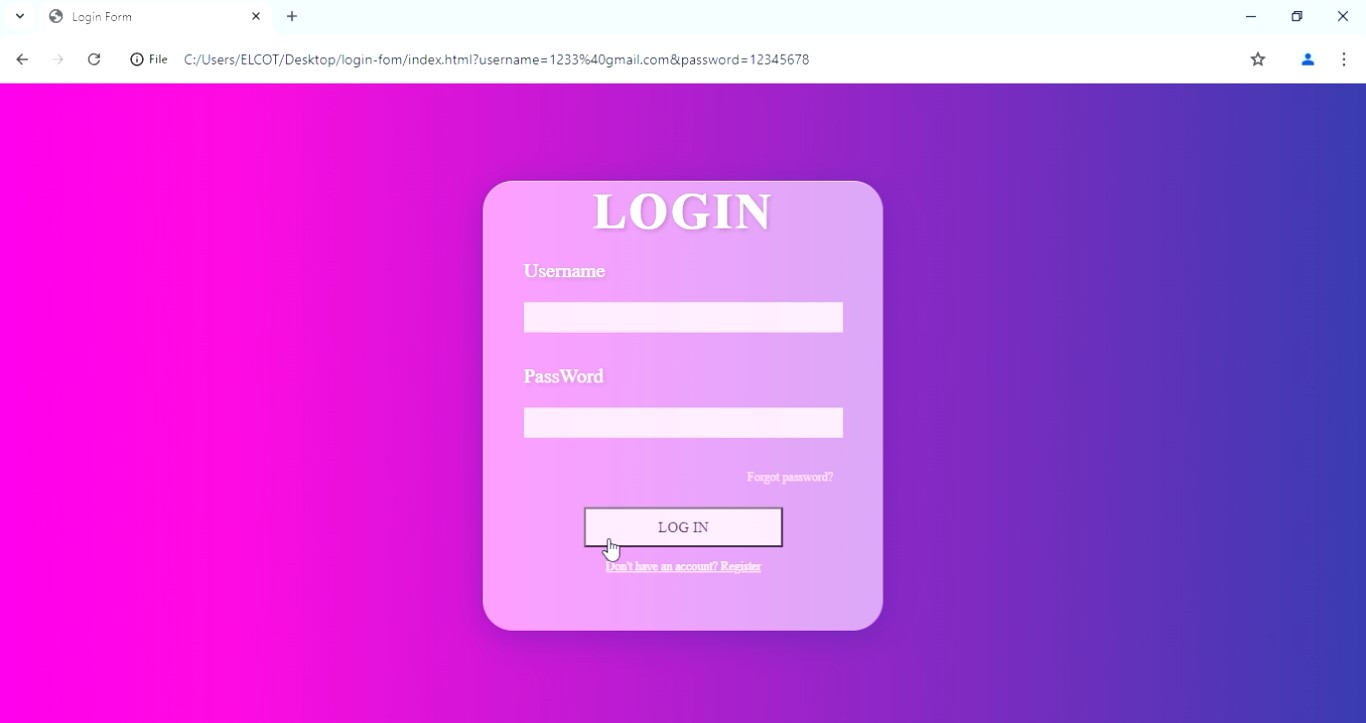 Login Form
File C:/Users/ELCOT/Desktop/login-fom/index.html?username=1233%40gmail.com&password=12345678
LOGIN
Username
PassWord
Forgot password?
LOG IN
Don't have an account? Register